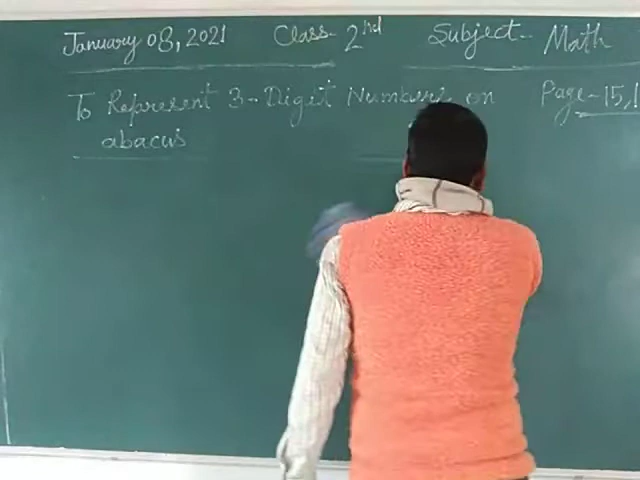 January 08, 2021 Class- 2nd Subject- Math
To Represent 3-Digit Numbers on Page-15,1
abacus